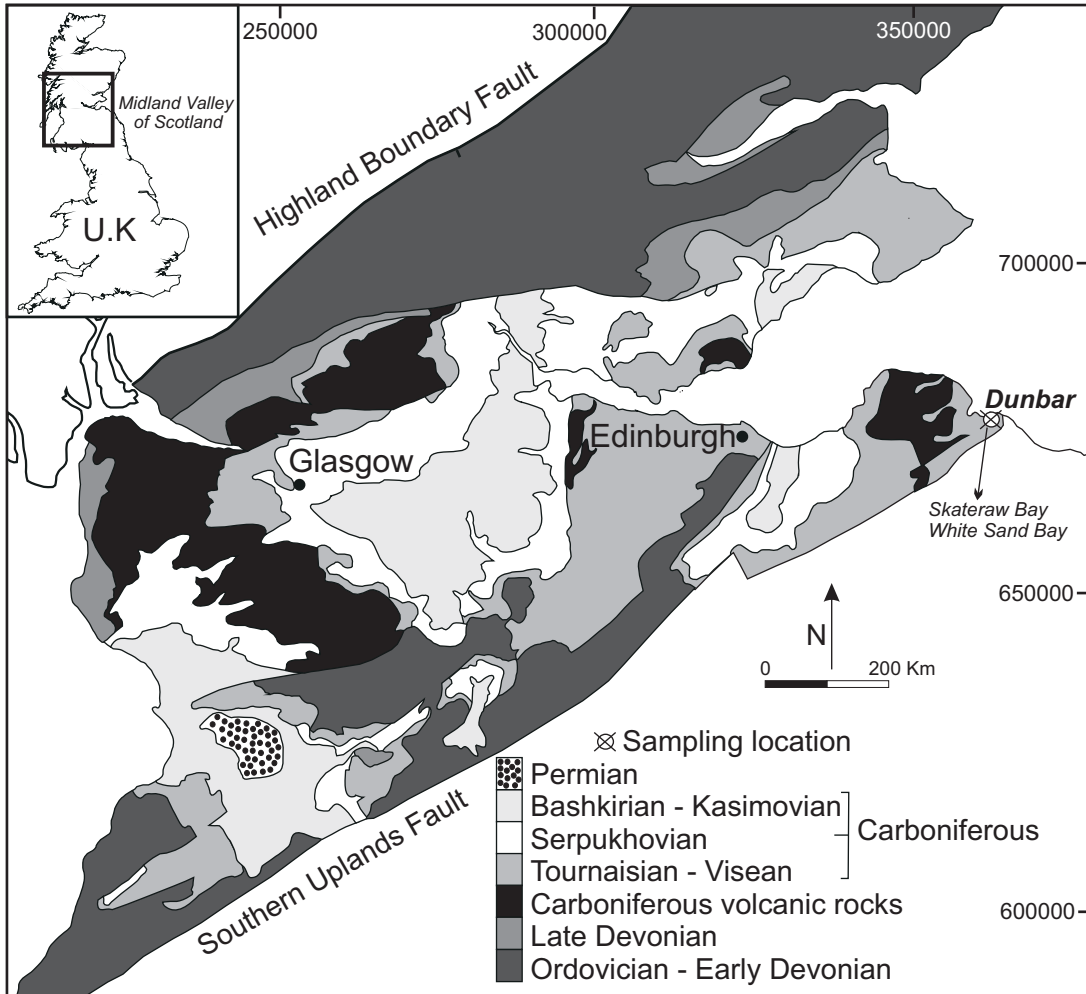 250000
300000
350000
Midland Valley
of Scotland
U.K
Highland Boundary Fault
700000
Dunbar
Edinburgh
Glasgow
Skateraw Bay
White Sand Bay
650000
N
0 200 Km
Sampling location
Permian
Bashkirian - Kasimovian
Serpukhovian
Carboniferous
Tournaisian - Visean
Carboniferous volcanic rocks
Late Devonian
Ordovician - Early Devonian
600000
Southern Uplands Fault